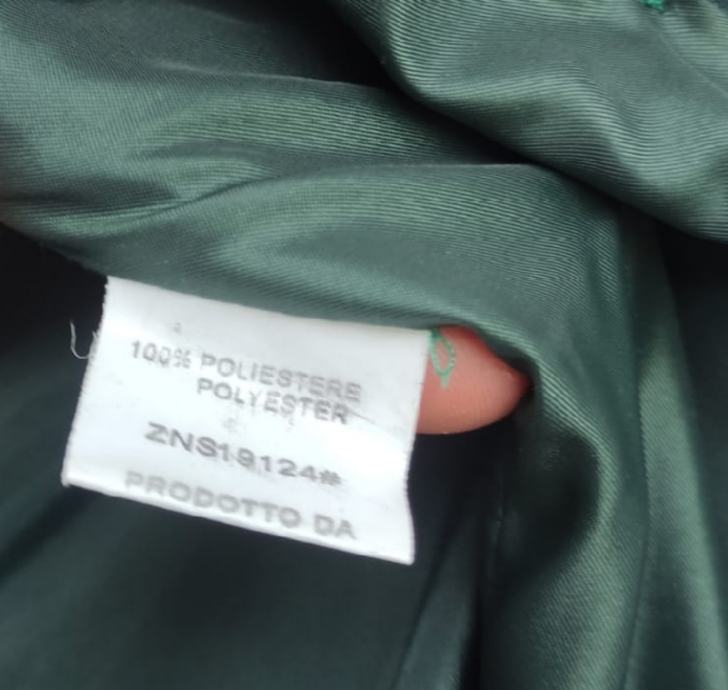 100% POLIESTERE
POLYESTER
ZNS19124#
PRODOTTO DA